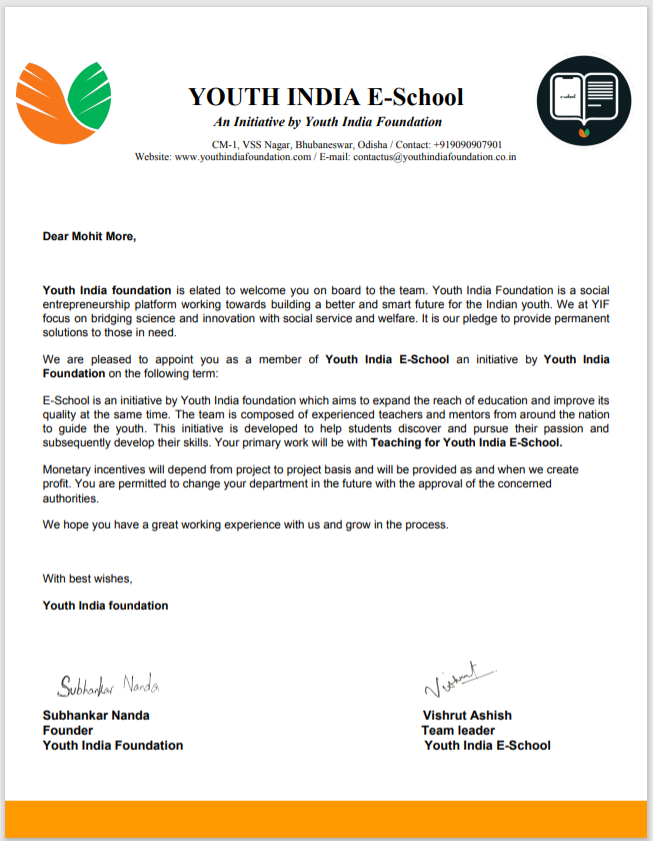 YOUTH INDIA E-School
An Initiative by Youth India Foundation
CM-1, VSS Nagar, Bhubaneswar, Odisha / Contact: +919090907901
Website: www.youthindiafoundation.com / E-mail: contactus@youthindiafoundation.co.in
e-school
Dear Mohit More,
Youth India foundation is elated to welcome you on board to the team. Youth India Foundation is a social
entrepreneurship platform working towards building a better and smart future for the Indian youth. We at YIF
focus on bridging science and innovation with social service and welfare. It is our pledge to provide permanent
solutions to those in need.
We are pleased to appoint you as a member of Youth India E-School an initiative by Youth India
Foundation on the following term:
E-School is an initiative by Youth India foundation which aims to expand the reach of education and improve its
quality at the same time. The team is composed of experienced teachers and mentors from around the nation
to guide the youth. This initiative is developed to help students discover and pursue their passion and
subsequently develop their skills. Your primary work will be with Teaching for Youth India E-School.
Monetary incentives will depend from project to project basis and will be provided as and when we create
profit. You are permitted to change your department in the future with the approval of the concerned
authorities.
We hope you have a great working experience with us and grow in the process.
With best wishes,
Youth India foundation
Subhankar Nanda
Vishrut
Subhankar Nanda
Founder
Youth India Foundation
Vishrut Ashish
Team leader
Youth India E-School